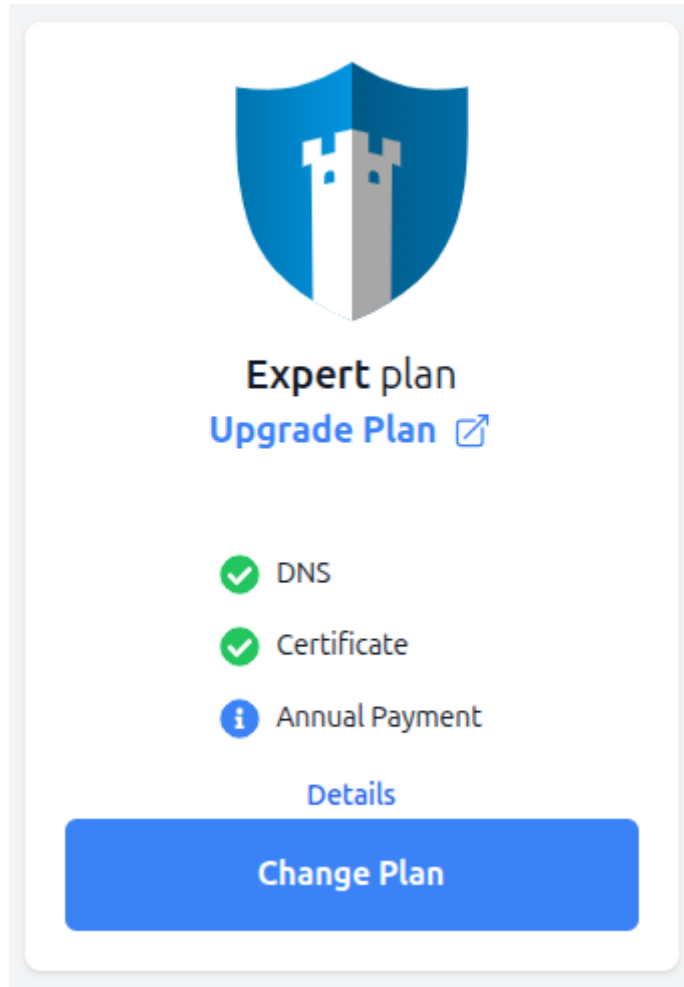 Expert plan
Upgrade Plan
DNS
Certificate
Annual Payment
Details
Change Plan